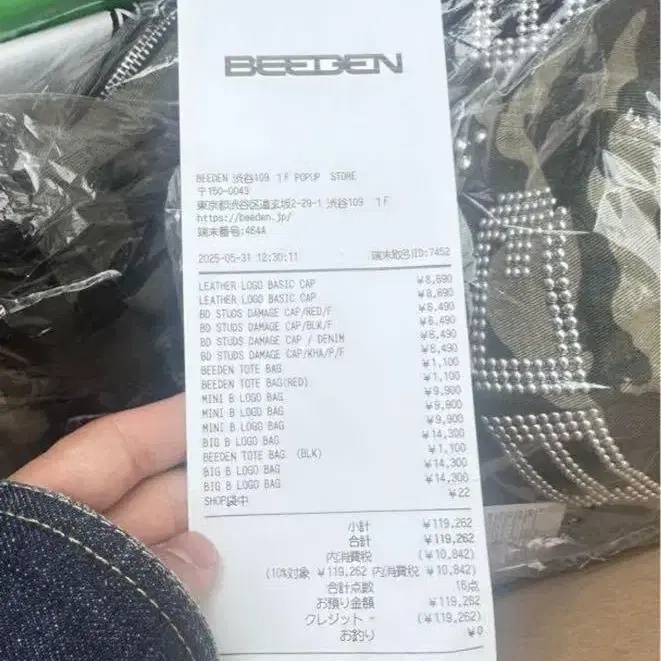 BEEDEN
BEEDEN 渋谷109 1F POPUP STORE
〒150-0043
東京都渋谷区道玄坂2-29-1 渋谷109 1F
https://beeden.jp/
端末番号:464A
2025-05-31 12:30:11 端末取引ID:7452
LEATHER LOGO BASIC CAP ¥8,690
LEATHER LOGO BASIC CAP ¥8,690
BD STUDS DAMAGE CAP/RED/F ¥6,490
BD STUDS DAMAGE CAP/BLK/F ¥6,490
BD STUDS DAMAGE CAP / DENIM ¥6,490
BD STUDS DAMAGE CAP/KHA/P/F ¥6,490
BEEDEN TOTE BAG ¥1,100
BEEDEN TOTE BAG(RED) ¥1,100
MINI B LOGO BAG ¥9,900
MINI B LOGO BAG ¥9,900
MINI B LOGO BAG ¥9,900
BIG B LOGO BAG ¥14,300
BEEDEN TOTE BAG (BLK) ¥1,100
BIG B LOGO BAG ¥14,300
BIG B LOGO BAG ¥14,300
SHOP袋中 ¥22
小計 ¥119,262
合計 ¥119,262
内消費税 (¥10,842)
(10%対象 ¥119,262 内消費税 ¥10,842)
合計点数 16点
お預り金額 ¥119,262
クレジット - (¥119,262)
お釣り ¥0